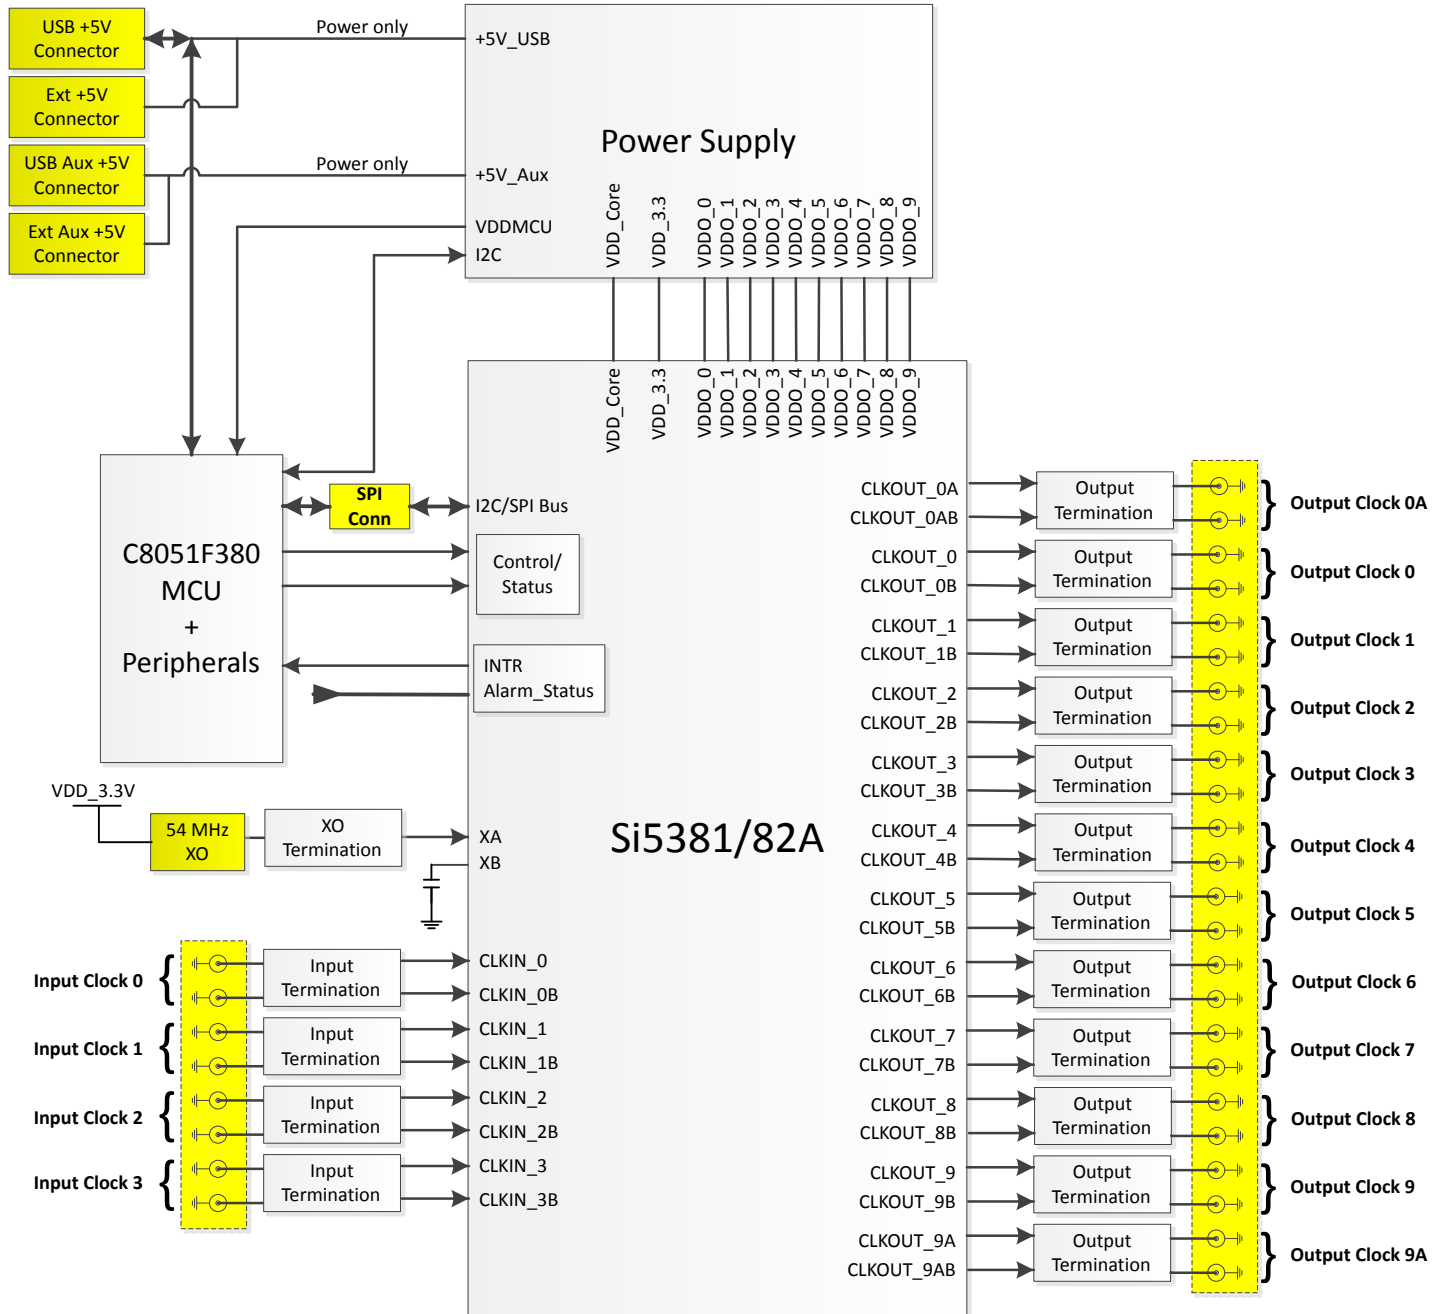 USB +5V
Connector
Ext +5V
Connector
USB Aux +5V
Connector
Ext Aux +5V
Connector
Power only
Power only
+5V_USB
Power Supply
+5V_Aux
VDDMCU
I2C
VDD_Core
VDD_3.3
VDDO_0
VDDO_1
VDDO_2
VDDO_3
VDDO_4
VDDO_5
VDDO_6
VDDO_7
VDDO_8
VDDO_9
VDD_Core
VDD_3.3
VDDO_0
VDDO_1
VDDO_2
VDDO_3
VDDO_4
VDDO_5
VDDO_6
VDDO_7
VDDO_8
VDDO_9
C8051F380
MCU
+
Peripherals
SPI
Conn
I2C/SPI Bus
Control/
Status
INTR
Alarm_Status
VDD_3.3V
54 MHz
XO
XO
Termination
XA
XB
Si5381/82A
Input Clock 0
Input
Termination
CLKIN_0
CLKIN_0B
Input Clock 1
Input
Termination
CLKIN_1
CLKIN_1B
Input Clock 2
Input
Termination
CLKIN_2
CLKIN_2B
Input Clock 3
Input
Termination
CLKIN_3
CLKIN_3B
CLKOUT_0A
CLKOUT_0AB
Output
Termination
Output Clock 0A
CLKOUT_0
CLKOUT_0B
Output
Termination
Output Clock 0
CLKOUT_1
CLKOUT_1B
Output
Termination
Output Clock 1
CLKOUT_2
CLKOUT_2B
Output
Termination
Output Clock 2
CLKOUT_3
CLKOUT_3B
Output
Termination
Output Clock 3
CLKOUT_4
CLKOUT_4B
Output
Termination
Output Clock 4
CLKOUT_5
CLKOUT_5B
Output
Termination
Output Clock 5
CLKOUT_6
CLKOUT_6B
Output
Termination
Output Clock 6
CLKOUT_7
CLKOUT_7B
Output
Termination
Output Clock 7
CLKOUT_8
CLKOUT_8B
Output
Termination
Output Clock 8
CLKOUT_9
CLKOUT_9B
Output
Termination
Output Clock 9
CLKOUT_9A
CLKOUT_9AB
Output
Termination
Output Clock 9A